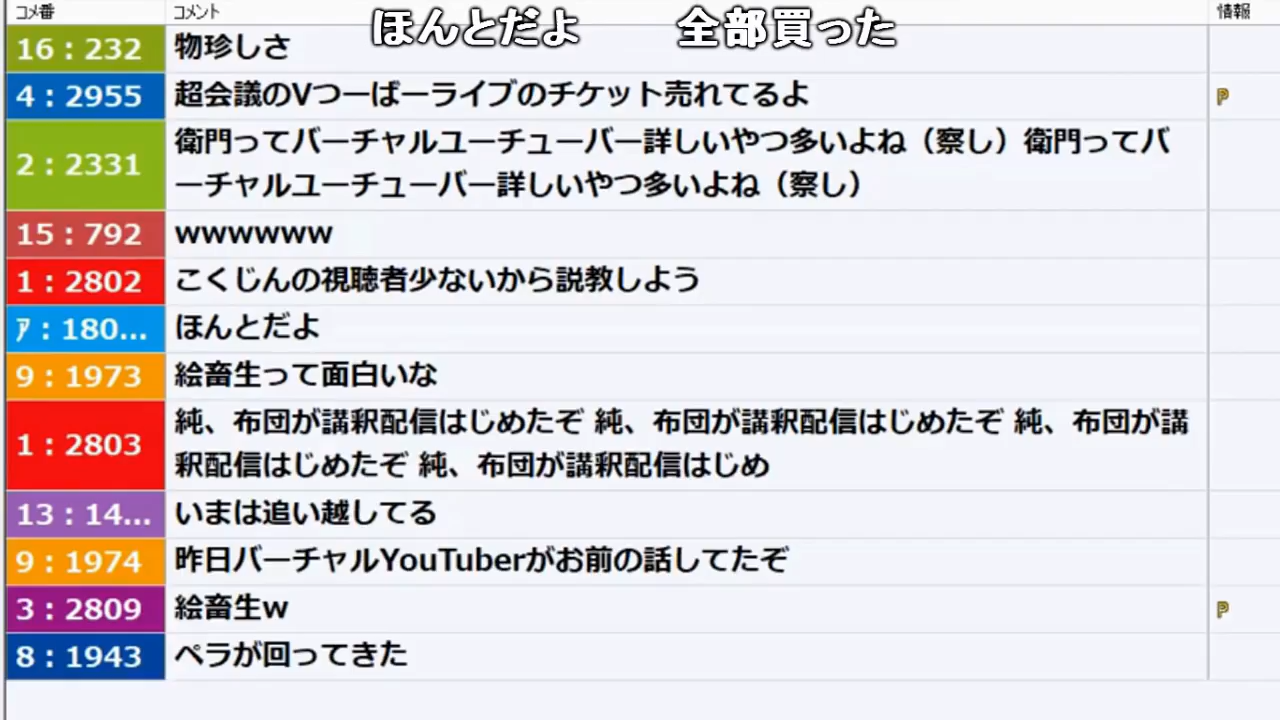 コメ番 コメント 情報
ほんとだよ 全部買った
16：232 物珍しさ
4：2955 超会議のVつーばーライブのチケット売れてるよ P
2：2331 衛門ってバーチャルユーチューバー詳しいやつ多いよね（察し）衛門ってバ
ーチャルユーチューバー詳しいやつ多いよね（察し）
15：792 wwwwww
1：2802 こくじんの視聴者少ないから説教しよう
ｱ：180... ほんとだよ
9：1973 絵畜生って面白いな
1：2803 純、布団が講釈配信はじめたぞ 純、布団が講釈配信はじめたぞ 純、布団が講
釈配信はじめたぞ 純、布団が講釈配信はじめ
13：14... いまは追い越してる
9：1974 昨日バーチャルYouTuberがお前の話してたぞ
3：2809 絵畜生w P
8：1943 ペラが回ってきた